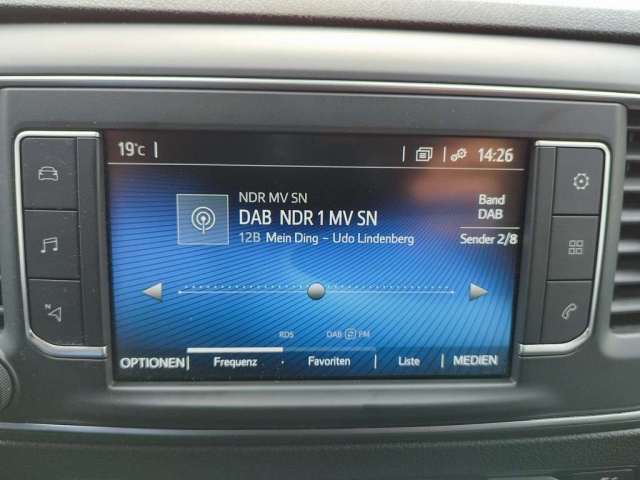 19°C
14:26
NDR MV SN
DAB NDR 1 MV SN
12B Mein Ding – Udo Lindenberg
Band
DAB
Sender 2/8
RDS DAB FM
OPTIONEN Frequenz Favoriten Liste MEDIEN
N